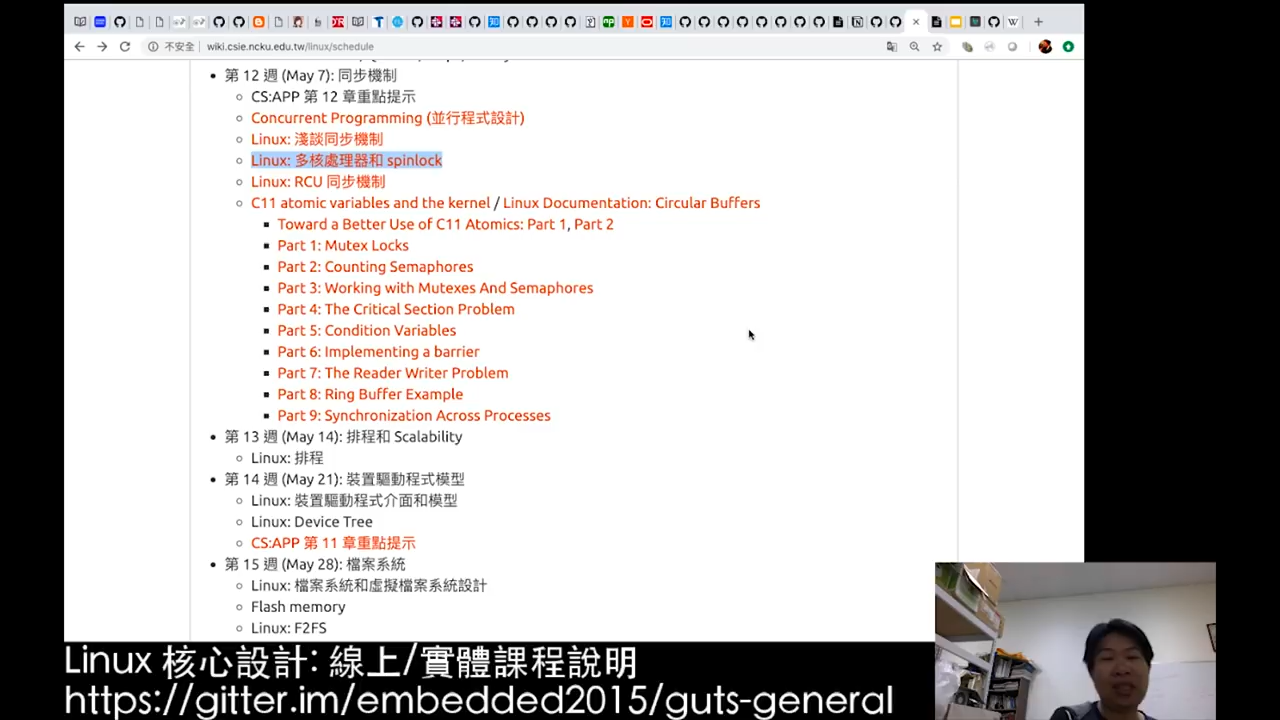 不安全 wiki.csie.ncku.edu.tw/linux/schedule
第 12 週 (May 7): 同步機制
CS:APP 第 12 章重點提示
Concurrent Programming (並行程式設計)
Linux: 淺談同步機制
Linux: 多核處理器和 spinlock
Linux: RCU 同步機制
C11 atomic variables and the kernel / Linux Documentation: Circular Buffers
Toward a Better Use of C11 Atomics: Part 1, Part 2
Part 1: Mutex Locks
Part 2: Counting Semaphores
Part 3: Working with Mutexes And Semaphores
Part 4: The Critical Section Problem
Part 5: Condition Variables
Part 6: Implementing a barrier
Part 7: The Reader Writer Problem
Part 8: Ring Buffer Example
Part 9: Synchronization Across Processes
第 13 週 (May 14): 排程和 Scalability
Linux: 排程
第 14 週 (May 21): 裝置驅動程式模型
Linux: 裝置驅動程式介面和模型
Linux: Device Tree
CS:APP 第 11 章重點提示
第 15 週 (May 28): 檔案系統
Linux: 檔案系統和虛擬檔案系統設計
Flash memory
Linux: F2FS
Linux 核心設計: 線上/實體課程說明
https://gitter.im/embedded2015/guts-general